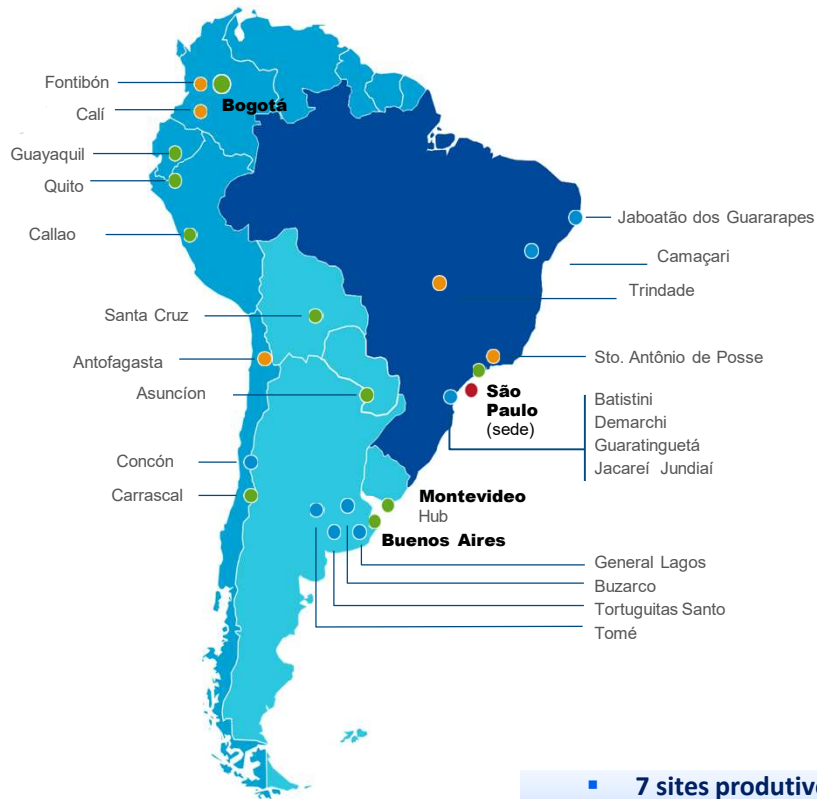 Fontibón
Bogotá
Calí
Guayaquil
Quito
Callao
Santa Cruz
Antofagasta
Asuncíon
Concón
Carrascal
Jaboatão dos Guararapes
Camaçari
Trindade
Sto. Antônio de Posse
São
Paulo
(sede)
Batistini
Demarchi
Guaratinguetá
Jacareí Jundiaí
Montevideo
Hub
Buenos Aires
General Lagos
Buzarco
Tortuguitas Santo
Tomé
7 sites